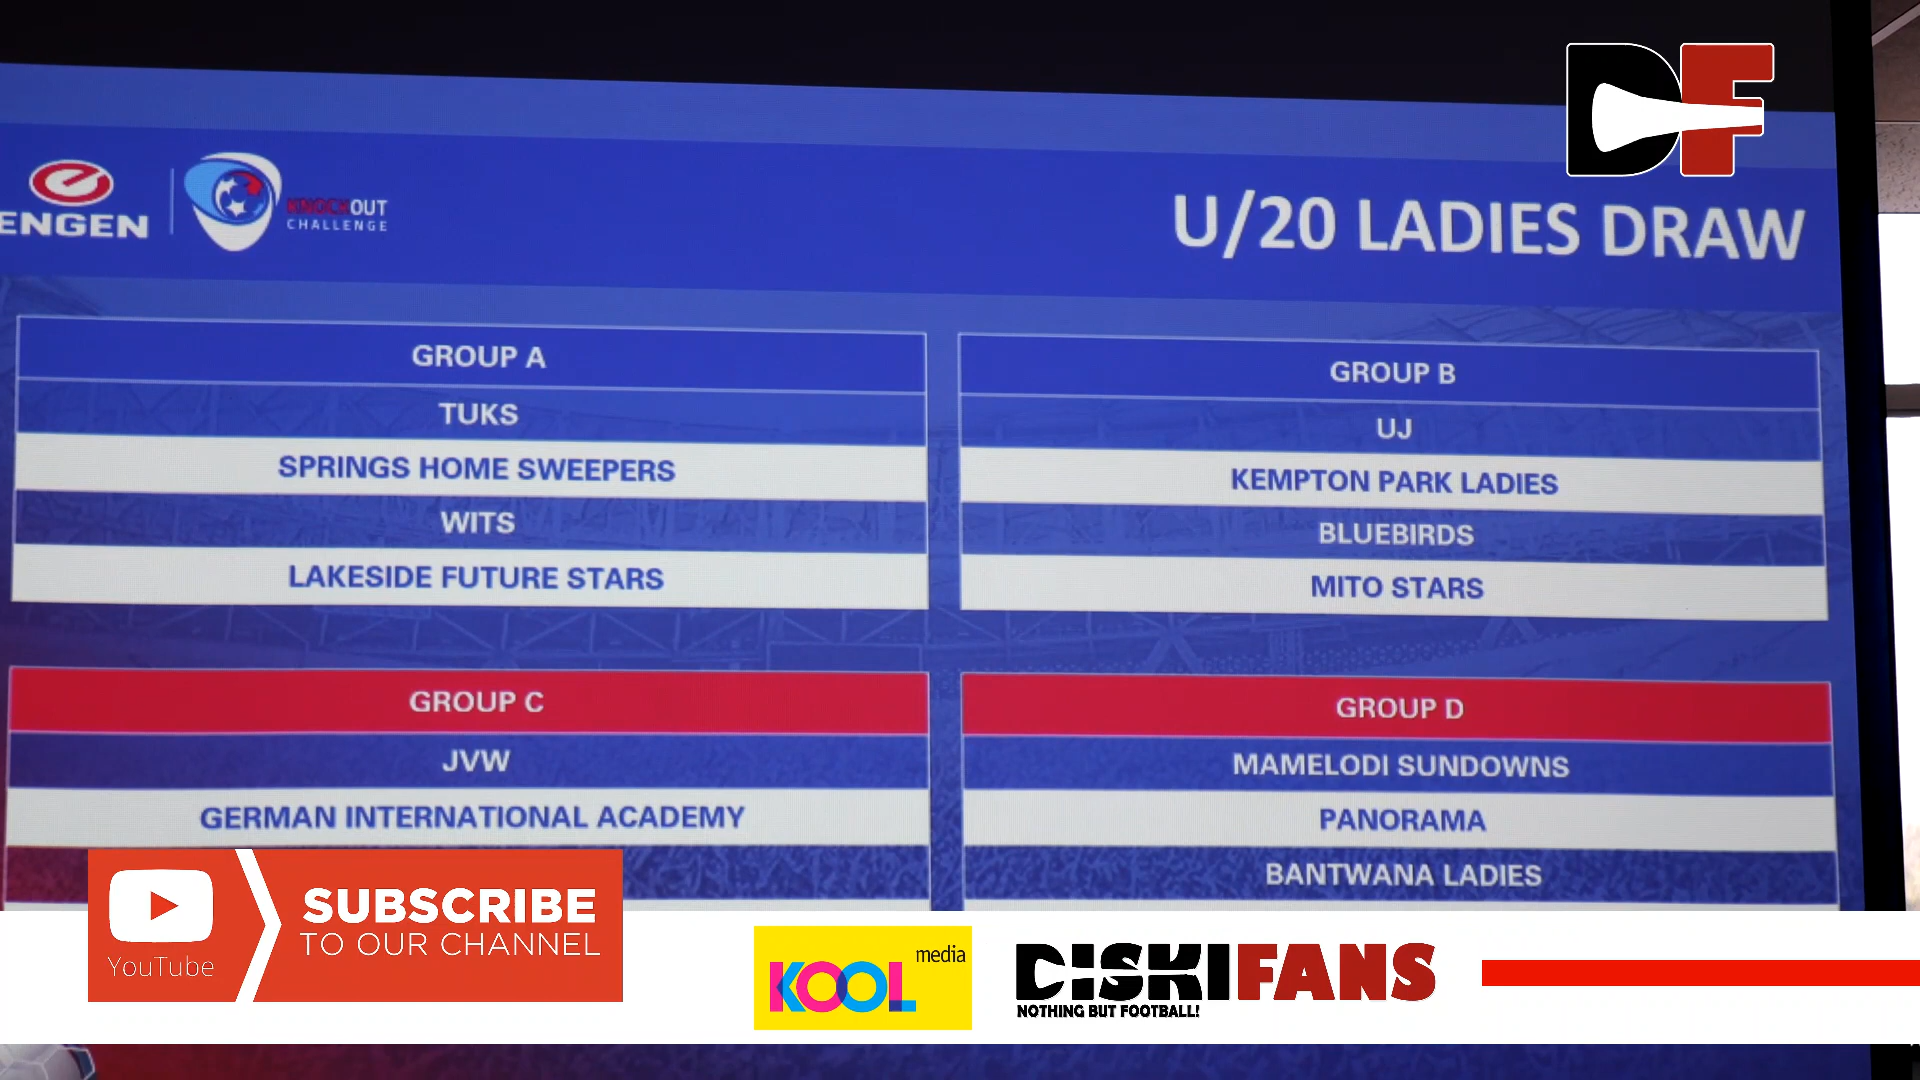 DF
ENGEN
KNOCKOUT
CHALLENGE
U/20 LADIES DRAW
GROUP A
TUKS
SPRINGS HOME SWEEPERS
WITS
LAKESIDE FUTURE STARS
GROUP B
UJ
KEMPTON PARK LADIES
BLUEBIRDS
MITO STARS
GROUP C
JVW
GERMAN INTERNATIONAL ACADEMY
GROUP D
MAMELODI SUNDOWNS
PANORAMA
BANTWANA LADIES
YouTube
SUBSCRIBE
TO OUR CHANNEL
KOOL media
DISKIFANS
NOTHING BUT FOOTBALL!